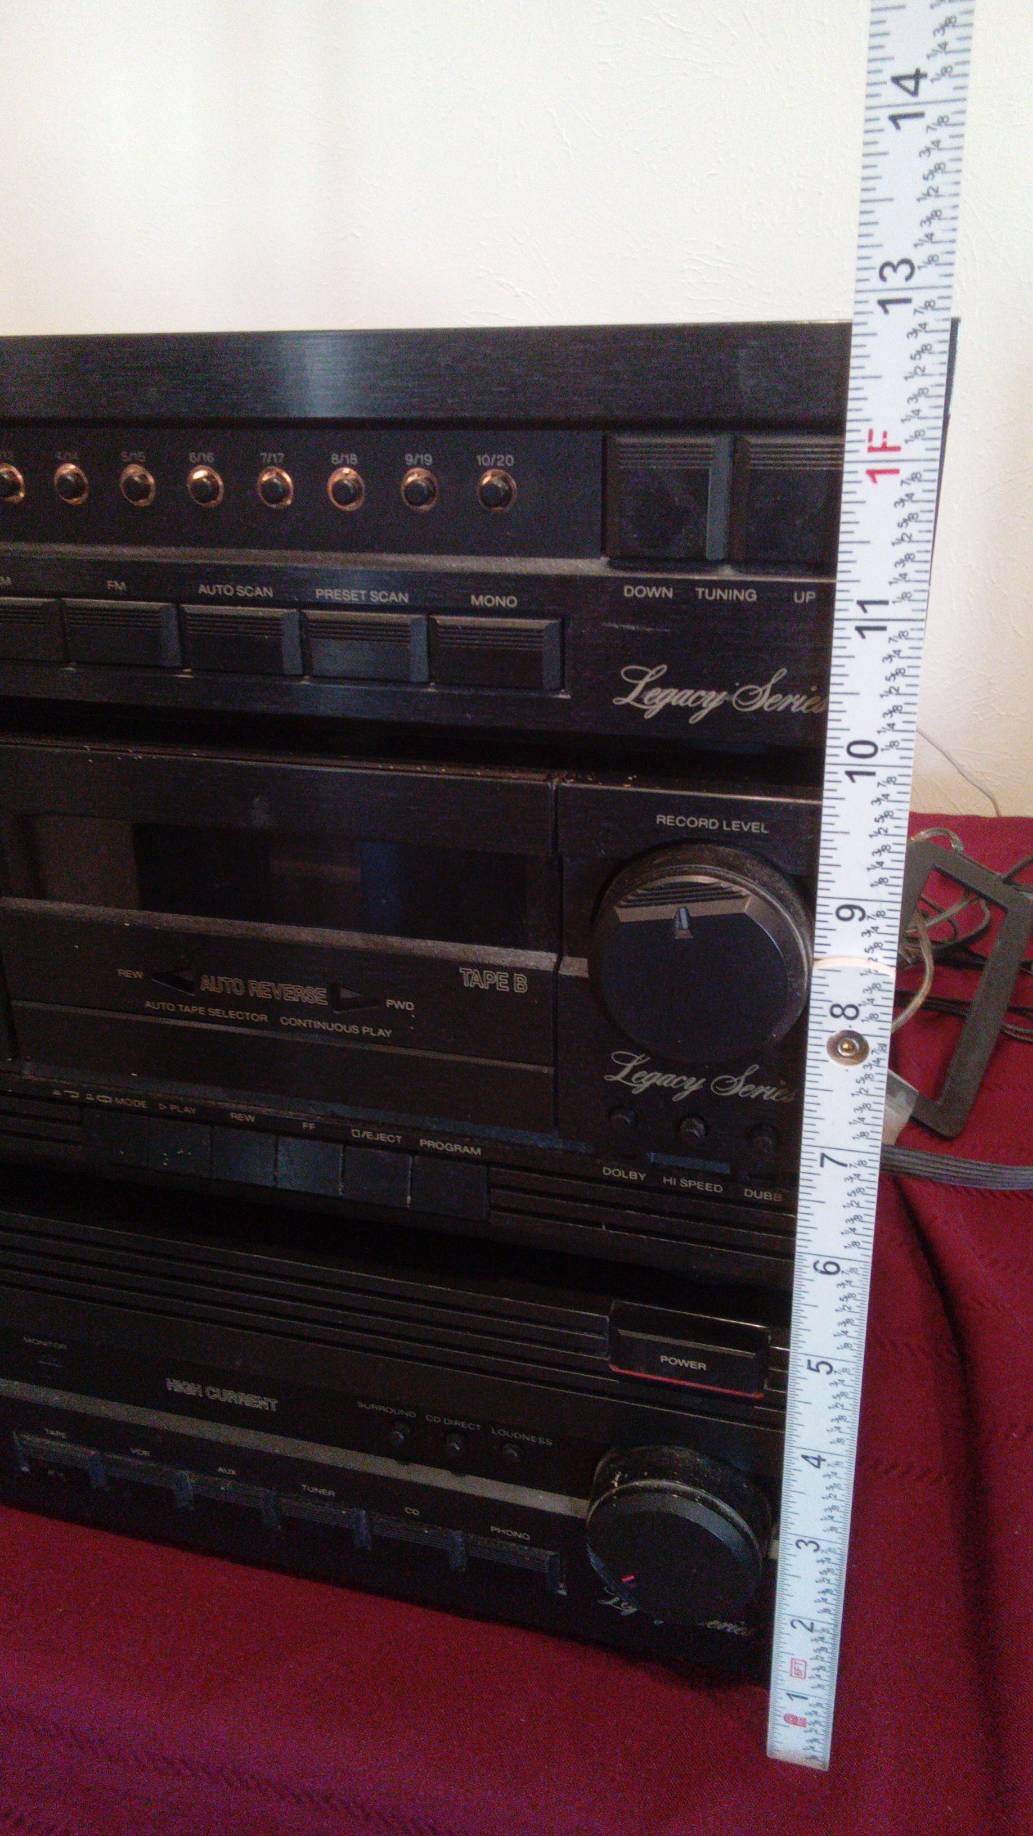 14
13
4/14 5/15 6/16 7/17 8/18 9/19 10/20
1F
FM AUTO SCAN PRESET SCAN MONO
DOWN TUNING UP
11
Legacy Series
10
RECORD LEVEL
9
TAPE B
REW AUTO REVERSE FWD
AUTO TAPE SELECTOR CONTINUOUS PLAY
8
Legacy Series
MODE PLAY REW FF /EJECT PROGRAM
DOLBY HI SPEED DUBB
7
6
POWER
5
MONITOR
HIGH CURRENT
SURROUND CD DIRECT LOUDNESS
4
TAPE VCR AUX TUNER CD PHONO
3
Legacy Series
2
1